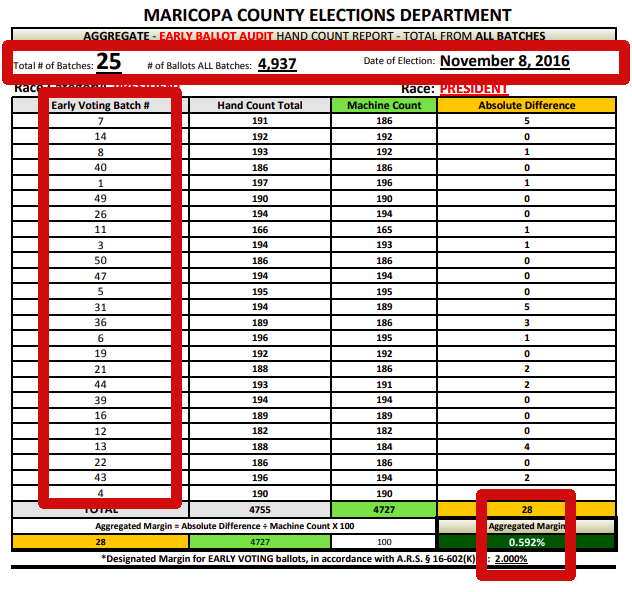 MARICOPA COUNTY ELECTIONS DEPARTMENT
AGGREGATE - EARLY BALLOT AUDIT HAND COUNT REPORT - TOTAL FROM ALL BATCHES
Total # of Batches: 25 # of Ballots ALL Batches: 4,937 Date of Election: November 8, 2016
Race: PRESIDENT
Early Voting Batch # Hand Count Total Machine Count Absolute Difference
7 191 186 5
14 192 192 0
8 193 192 1
40 186 186 0
1 197 196 1
49 190 190 0
26 194 194 0
11 166 165 1
3 194 193 1
50 186 186 0
47 194 194 0
5 195 195 0
31 194 189 5
36 189 186 3
6 196 195 1
19 192 192 0
21 188 186 2
44 193 191 2
39 194 194 0
16 189 189 0
12 182 182 0
13 188 184 4
22 186 186 0
43 196 194 2
4 190 190 0
TOTAL 4755 4727 28
Aggregated Margin = Absolute Difference ÷ Machine Count X 100 Aggregated Margin
28 4727 100 0.592%
*Designated Margin for EARLY VOTING ballots, in accordance with A.R.S. § 16-602(K) : 2.000%